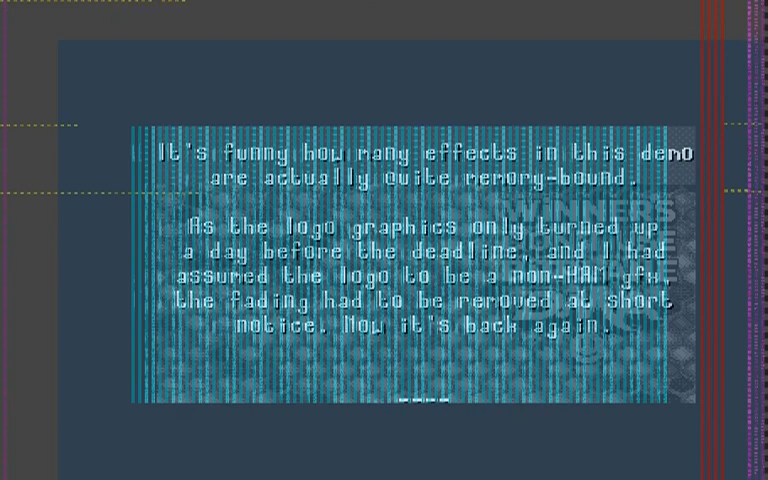 It's funny how many effects in this demo
are actually quite memory-bound.
As the logo graphics only turned up
a day before the deadline, and I had
assured the logo to be a non-HAM gfx,
the fading had to be removed at short
notice. Now it's back again.
WINNER'S